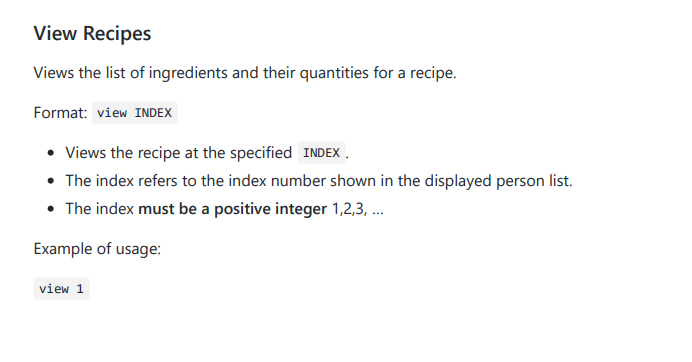 View Recipes
Views the list of ingredients and their quantities for a recipe.
Format: view INDEX
• Views the recipe at the specified INDEX.
• The index refers to the index number shown in the displayed person list.
• The index must be a positive integer 1,2,3, …
Example of usage:
view 1